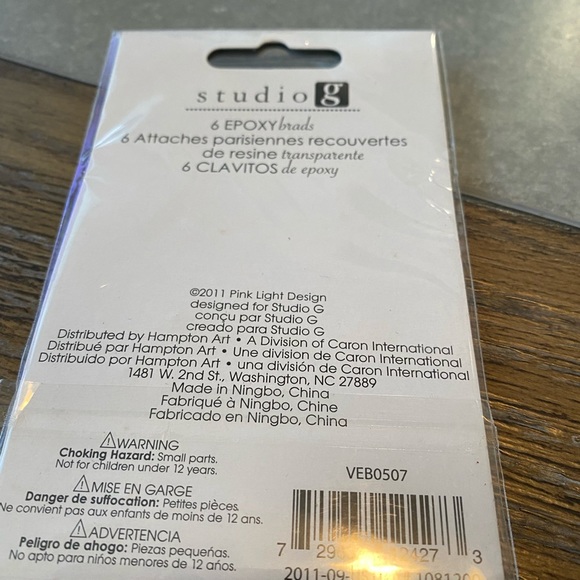 studio g
6 EPOXY brads
6 Attaches parisiennes recouvertes
de resine transparente
6 CLAVITOS de epoxy
©2011 Pink Light Design
designed for Studio G
conçu par Studio G
creado para Studio G
Distributed by Hampton Art • A Division of Caron International
Distribué par Hampton Art • Une division de Caron International
Distribuido por Hampton Art • una división de Caron International
1481 W. 2nd St., Washington, NC 27889
Made in Ningbo, China
Fabriqué à Ningbo, Chine
Fabricado en Ningbo, China
⚠WARNING
Choking Hazard: Small parts.
Not for children under 12 years.
⚠MISE EN GARDE
Danger de suffocation: Petites pièces.
Ne convient pas aux enfants de moins de 12 ans.
⚠ADVERTENCIA
Peligro de ahogo: Piezas pequeñas.
No apto para niños menores de 12 años.
VEB0507
7 3
2011-09-